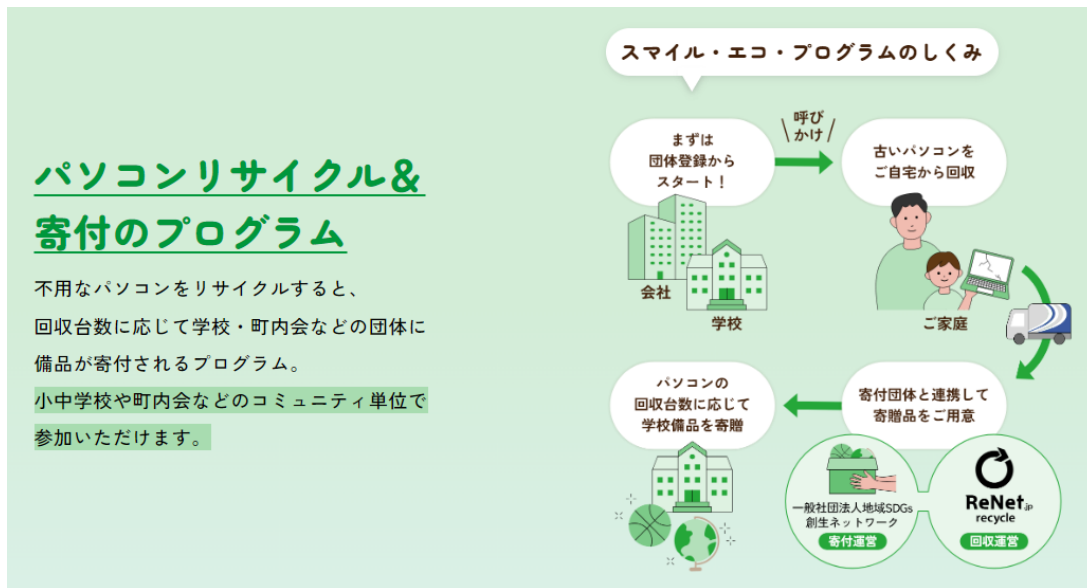 スマイル・エコ・プログラムのしくみ
パソコンリサイクル&
寄付のプログラム
不用なパソコンをリサイクルすると、
回収台数に応じて学校・町内会などの団体に
備品が寄付されるプログラム。
小中学校や町内会などのコミュニティ単位で
参加いただけます。
まずは
団体登録から
スタート!
会社
学校
呼び
かけ
古いパソコンを
ご自宅から回収
ご家庭
寄付団体と連携して
寄贈品をご用意
一般社団法人地域SDGs
創生ネットワーク
寄付運営
ReNet.jp
recycle
回収運営
パソコンの
回収台数に応じて
学校備品を寄贈